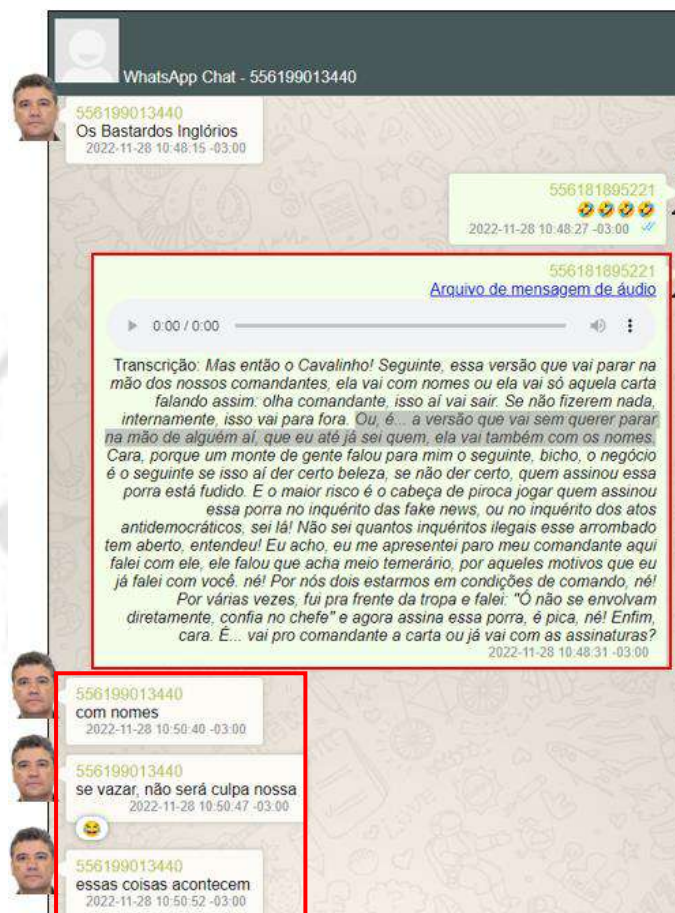 WhatsApp Chat - 556199013440
556199013440
Os Bastardos Inglórios
2022-11-28 10:48:15 -03:00
556181895221
🤣🤣🤣🤣
2022-11-28 10:48:27 -03:00
556181895221
Arquivo de mensagem de áudio
0:00 / 0:00
Transcrição: Mas então o Cavalinho! Seguinte, essa versão que vai parar na
mão dos nossos comandantes, ela vai com nomes ou ela vai só aquela carta
falando assim: olha comandante, isso aí vai sair. Se não fizerem nada,
internamente, isso vai para fora. Ou, é... a versão que vai sem querer parar
na mão de alguém aí, que eu até já sei quem, ela vai também com os nomes.
Cara, porque um monte de gente falou para mim o seguinte, bicho, o negócio
é o seguinte se isso aí der certo beleza, se não der certo, quem assinou essa
porra está fudido. E o maior risco é o cabeça de piroca jogar quem assinou
essa porra no inquérito das fake news, ou no inquérito dos atos
antidemocráticos, sei lá! Não sei quantos inquéritos ilegais esse arrombado
tem aberto, entendeu! Eu acho, eu me apresentei paro meu comandante aqui
falei com ele, ele falou que acha meio temerário, por aqueles motivos que eu
já falei com você. né! Por nós dois estarmos em condições de comando, né!
Por várias vezes, fui pra frente da tropa e falei: "Ó não se envolvam
diretamente, confia no chefe" e agora assina essa porra, é pica, né! Enfim,
cara. É... vai pro comandante a carta ou já vai com as assinaturas?
2022-11-28 10:48:31 -03:00
556199013440
com nomes
2022-11-28 10:50:40 -03:00
556199013440
se vazar, não será culpa nossa
2022-11-28 10:50:47 -03:00
😂
556199013440
essas coisas acontecem
2022-11-28 10:50:52 -03:00